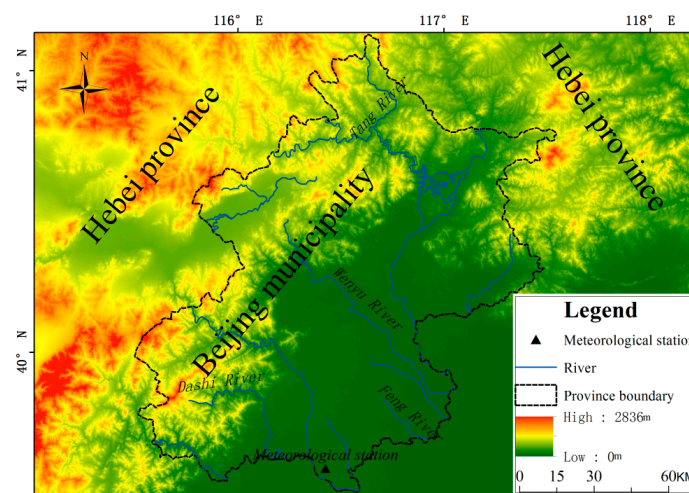 116° E
117° E
118° E
41° N
40° N
N
Hebei province
Hebei province
Tang River
Beijing municipality
Wenyu River
Dashi River
Feng River
Meteorological station
Legend
Meteorological station
River
Province boundary
High : 2836m
Low : 0m
0 15 30 60KM